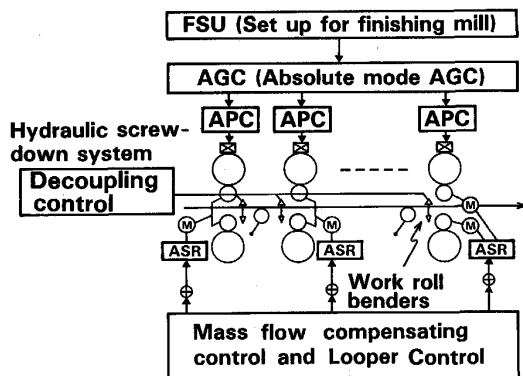 FSU (Set up for finishing mill)
AGC (Absolute mode AGC)
APC APC APC
Hydraulic screw-
down system
Decoupling
control
M M M M
ASR ASR ASR
Work roll
benders
Mass flow compensating
control and Looper Control